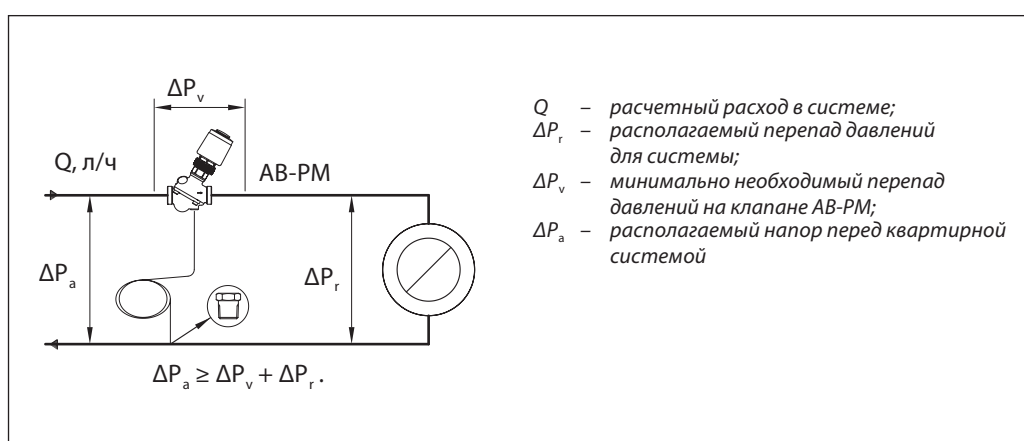 ΔPv
Q, л/ч
AB-PM
ΔPa
ΔPr
ΔPa ≥ ΔPv + ΔPr .
Q – расчетный расход в системе;
ΔPr – располагаемый перепад давлений
для системы;
ΔPv – минимально необходимый перепад
давлений на клапане AB-PM;
ΔPa – располагаемый напор перед квартирной
системой